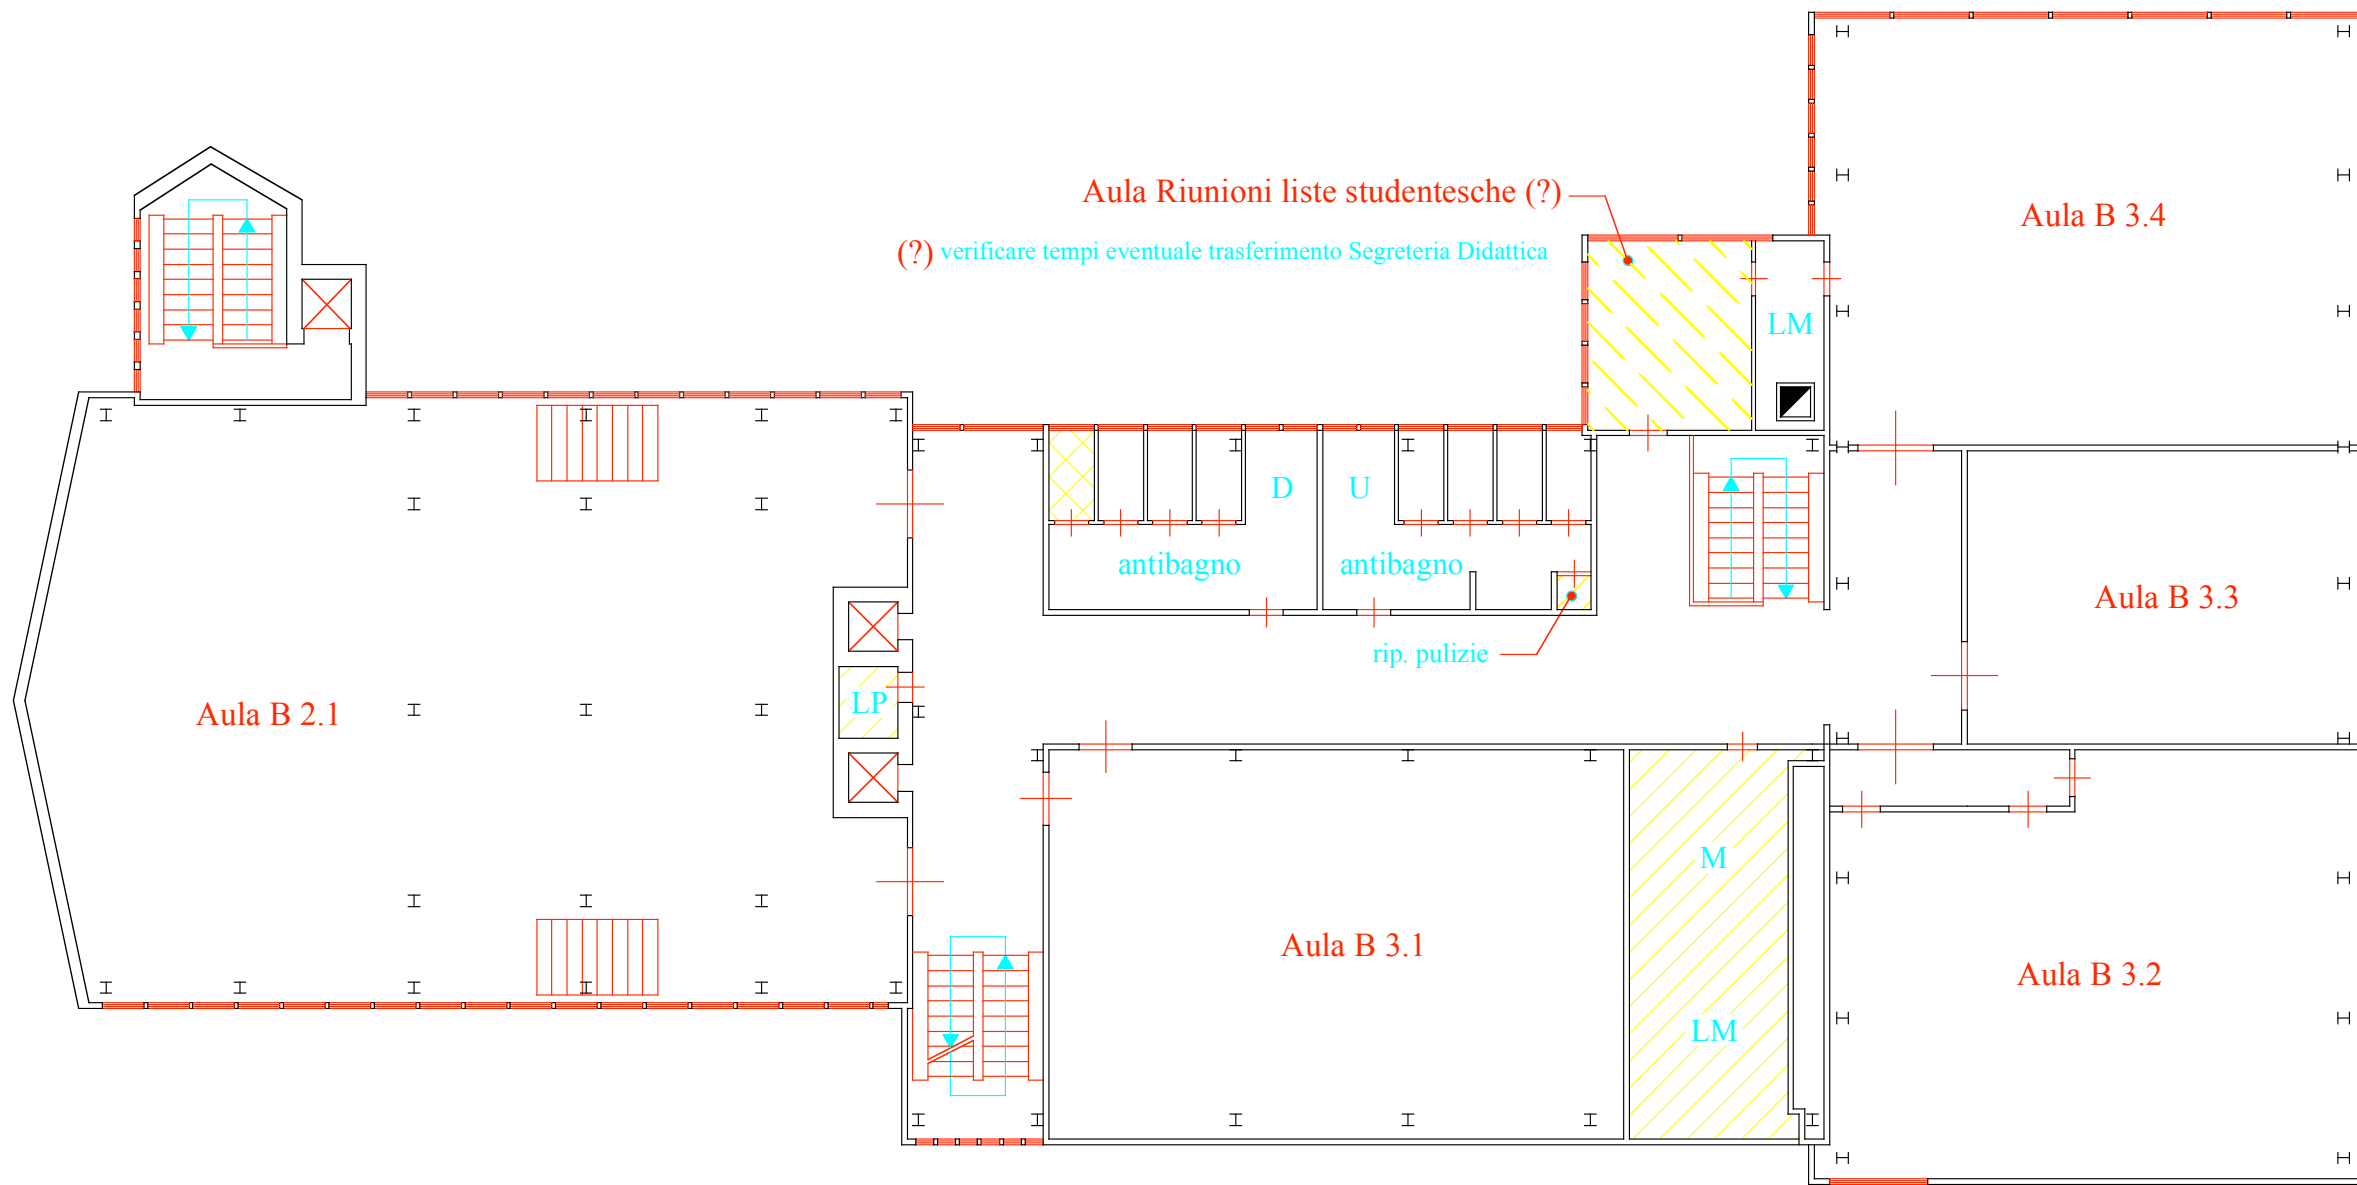 Aula Riunioni liste studentesche (?)
(?) verificare tempi eventuale trasferimento Segreteria Didattica
Aula B 3.4
LM
D
U
antibagno
antibagno
Aula B 3.3
rip. pulizie
LP
Aula B 2.1
M
Aula B 3.1
Aula B 3.2
LM